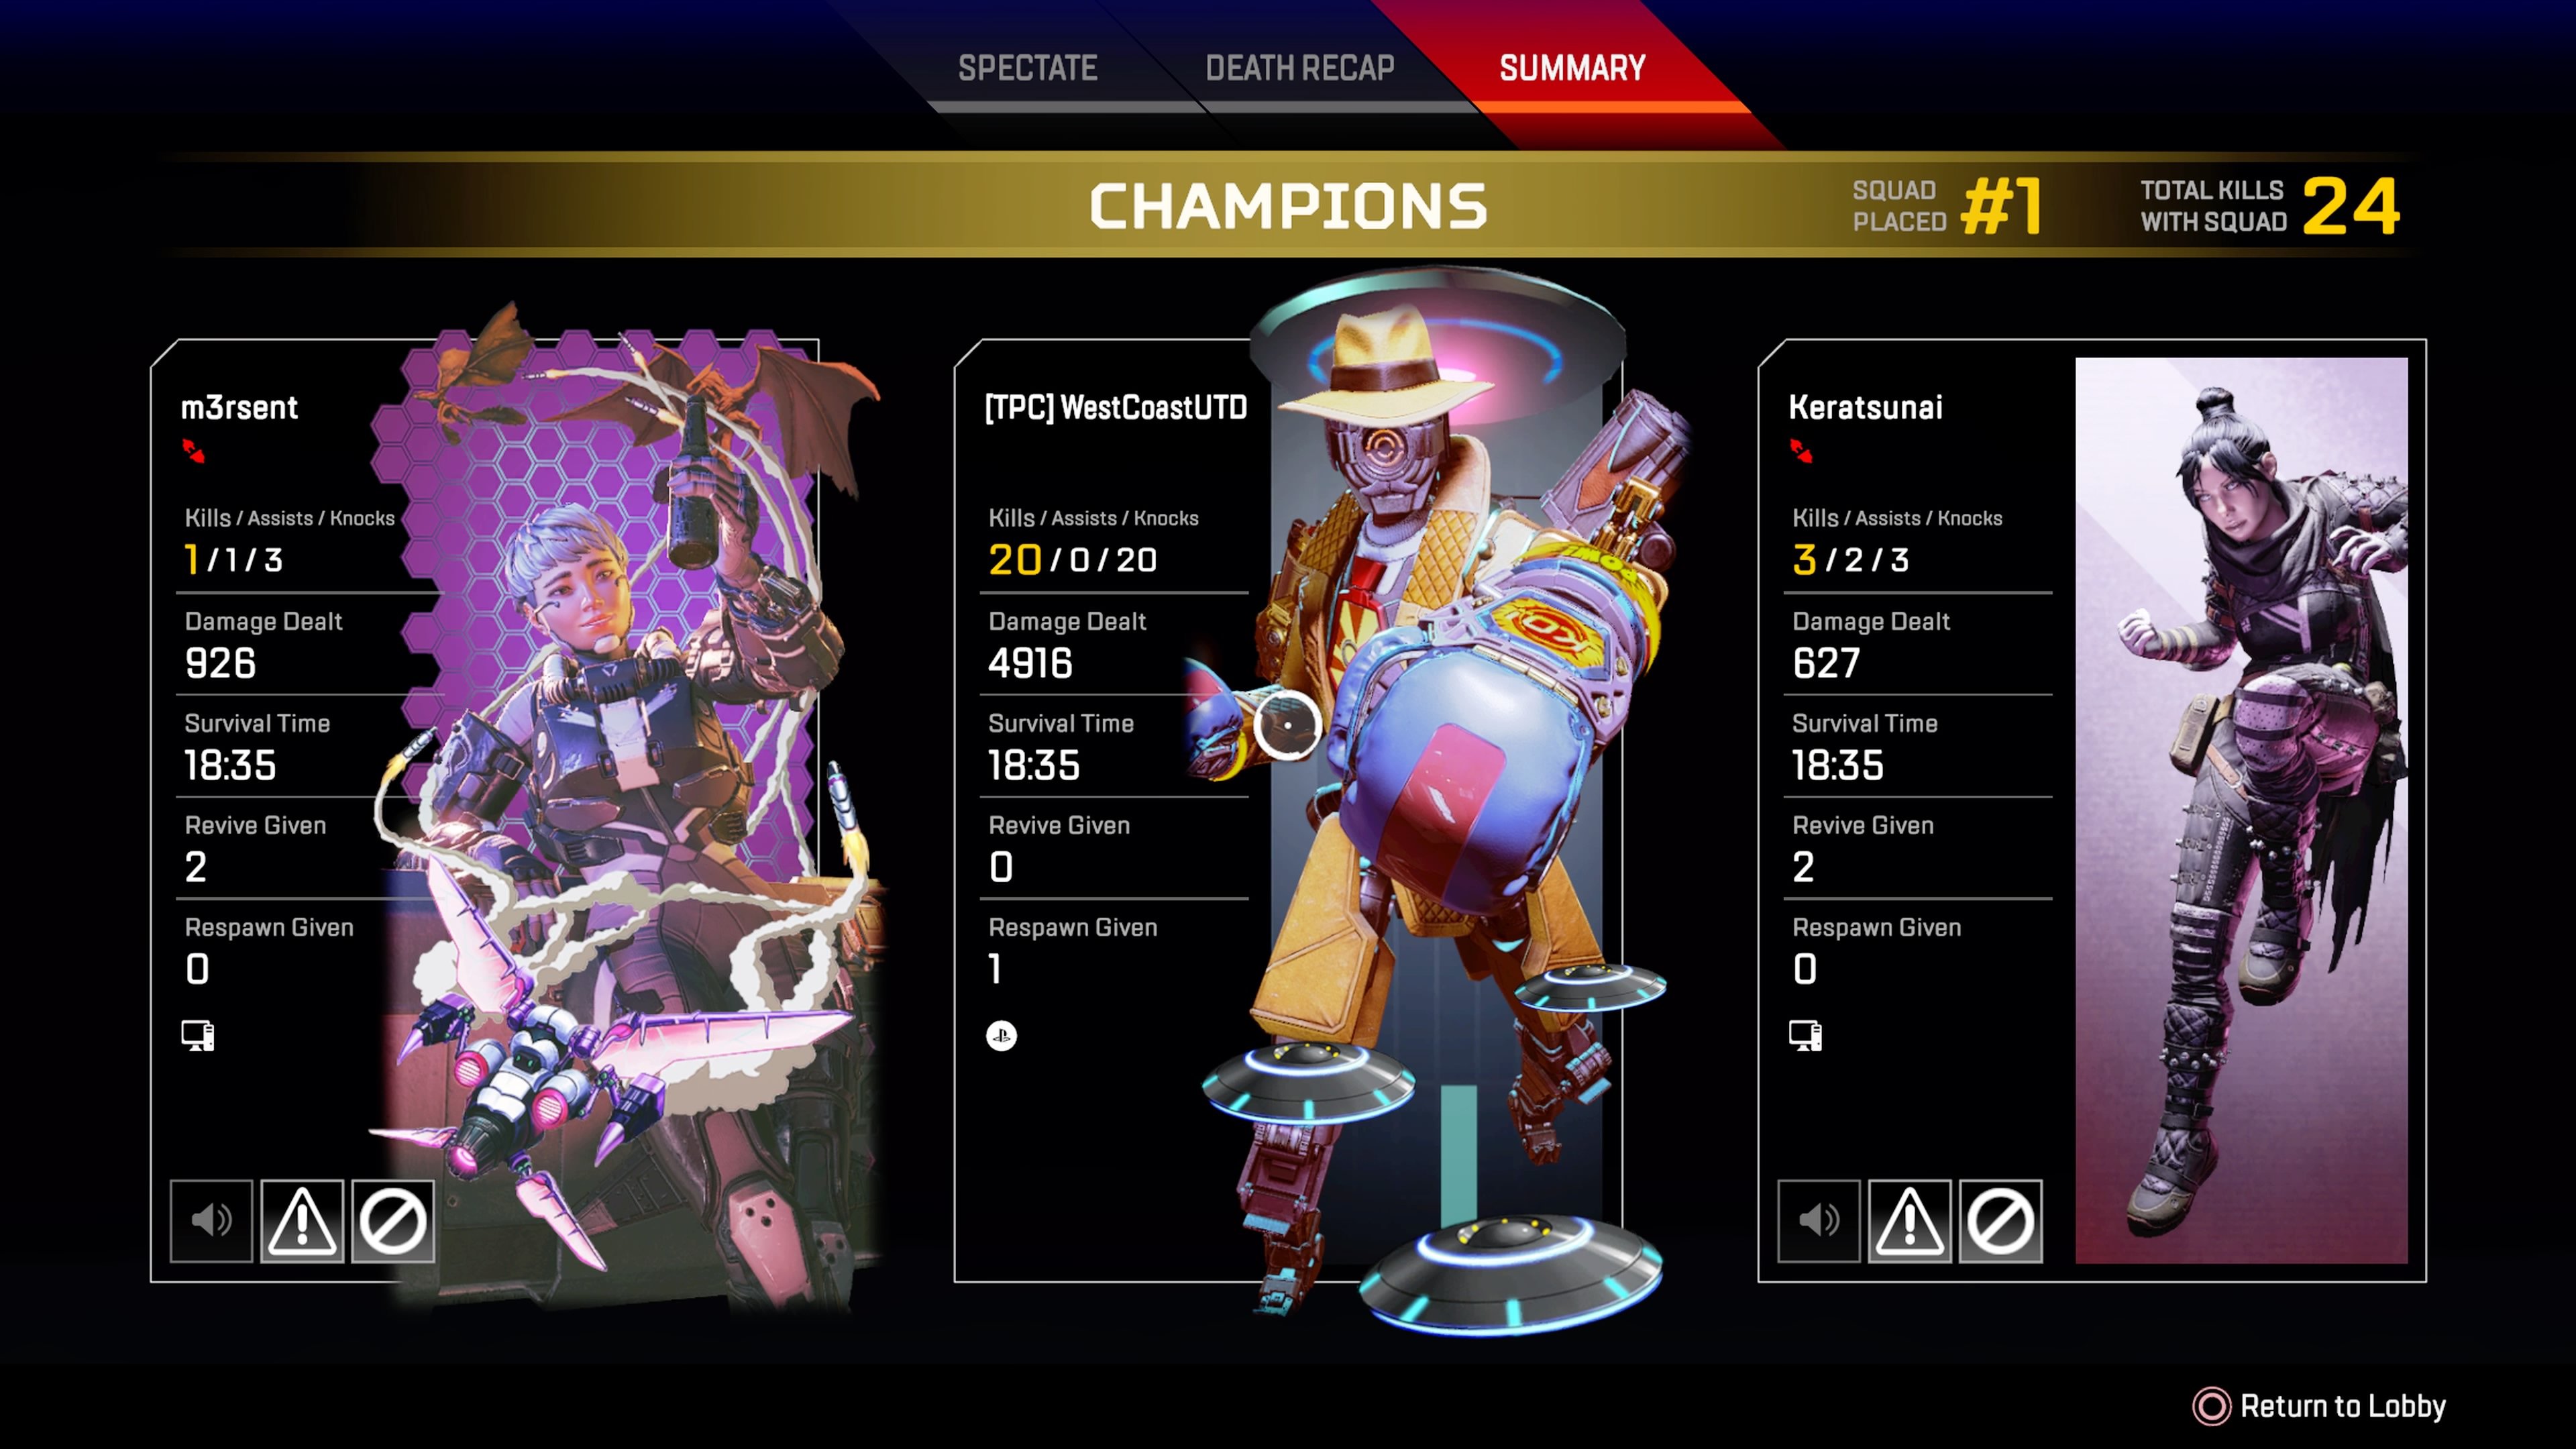 SPECTATE
DEATH RECAP
SUMMARY
CHAMPIONS
SQUAD PLACED #1
TOTAL KILLS WITH SQUAD 24
m3rsent
Kills / Assists / Knocks
1 / 1 / 3
Damage Dealt
926
Survival Time
18:35
Revive Given
2
Respawn Given
0
[TPC] WestCoastUTD
Kills / Assists / Knocks
20 / 0 / 20
Damage Dealt
4916
Survival Time
18:35
Revive Given
0
Respawn Given
1
Keratsunai
Kills / Assists / Knocks
3 / 2 / 3
Damage Dealt
627
Survival Time
18:35
Revive Given
2
Respawn Given
0
Return to Lobby